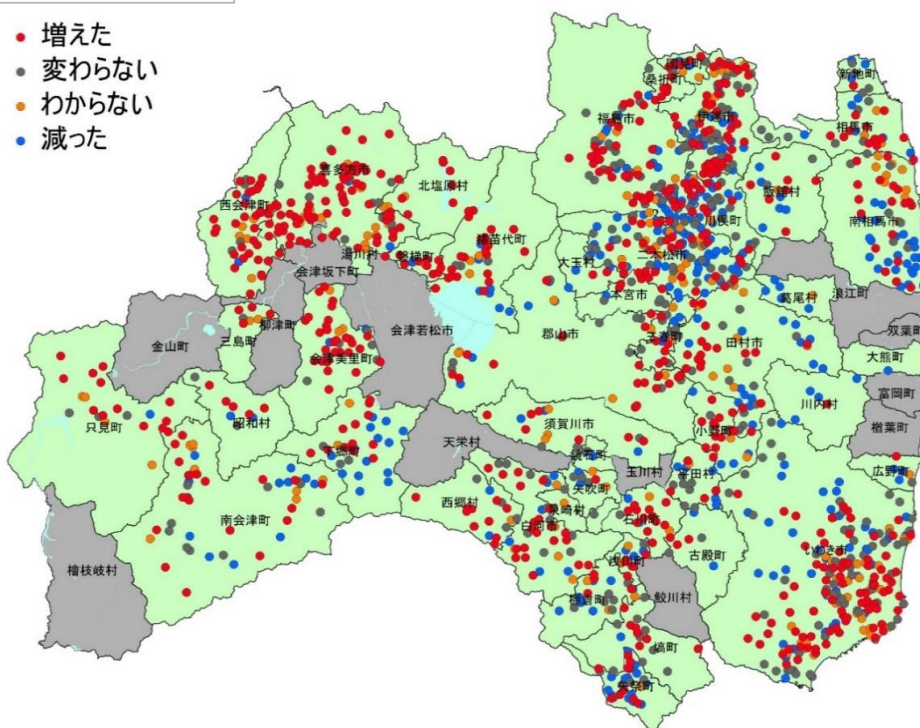 増えた
変わらない
わからない
減った
国見町
桑折町
新地町
福島市
伊達市
相馬市
喜多方市
北塩原村
飯舘村
西会津町
川俣町
南相馬市
猪苗代町
湯川村
磐梯町
大玉村
二本松市
会津坂下町
本宮市
葛尾村
浪江町
柳津町
会津若松市
郡山市
三春町
田村市
双葉町
金山町
三島町
会津美里町
大熊町
富岡町
只見町
昭和村
須賀川市
小野町
川内村
楢葉町
天栄村
下郷町
鏡石町
玉川村
平田村
広野町
矢吹町
西郷村
泉崎村
南会津町
白河市
石川町
古殿町
いわき市
檜枝岐村
浅川町
棚倉町
鮫川村
塙町
矢祭町